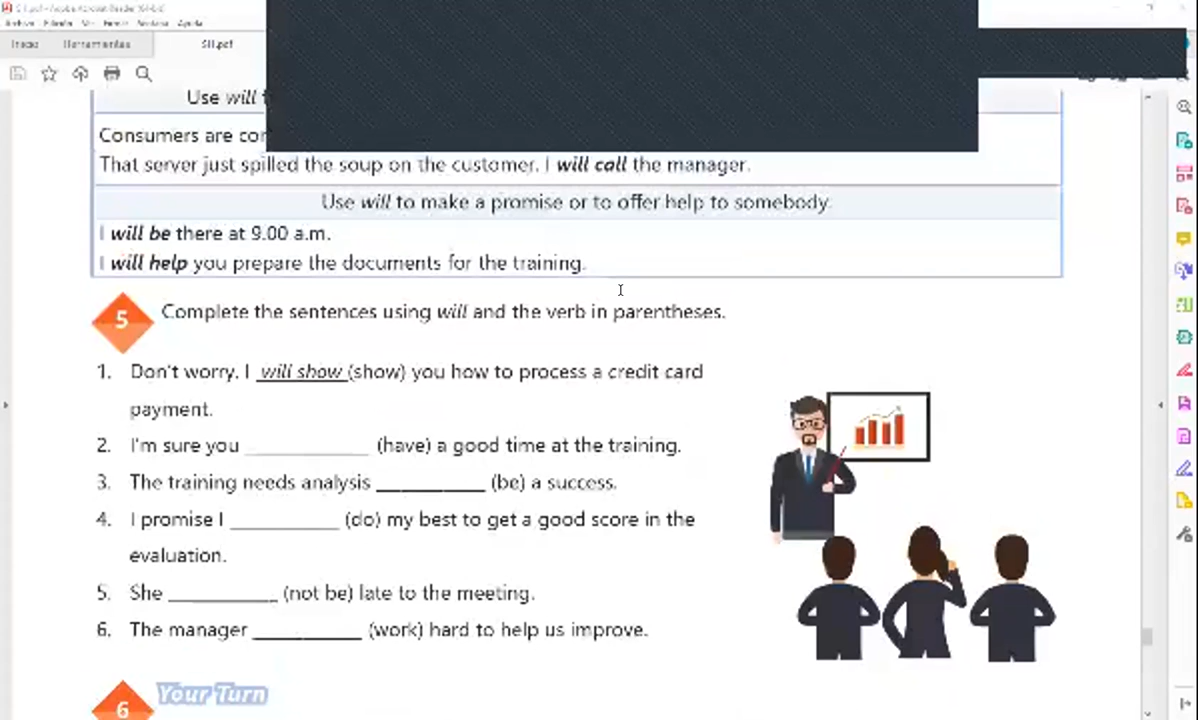 Inicio Herramientas SII.pdf
Use will
Consumers are
That server just spilled the soup on the customer. I will call the manager.
Use will to make a promise or to offer help to somebody.
I will be there at 9.00 a.m.
I will help you prepare the documents for the training.
5 Complete the sentences using will and the verb in parentheses.
1. Don't worry. I will show (show) you how to process a credit card
payment.
2. I'm sure you ____________ (have) a good time at the training.
3. The training needs analysis ___________ (be) a success.
4. I promise I ___________ (do) my best to get a good score in the
evaluation.
5. She ___________ (not be) late to the meeting.
6. The manager ___________ (work) hard to help us improve.
6 Your Turn